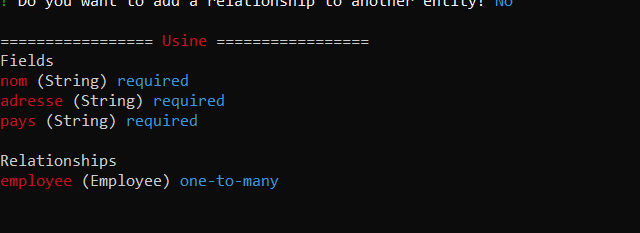 ! Do you want to add a relationship to another entity? No
================= Usine =================
Fields
nom (String) required
adresse (String) required
pays (String) required
Relationships
employee (Employee) one-to-many